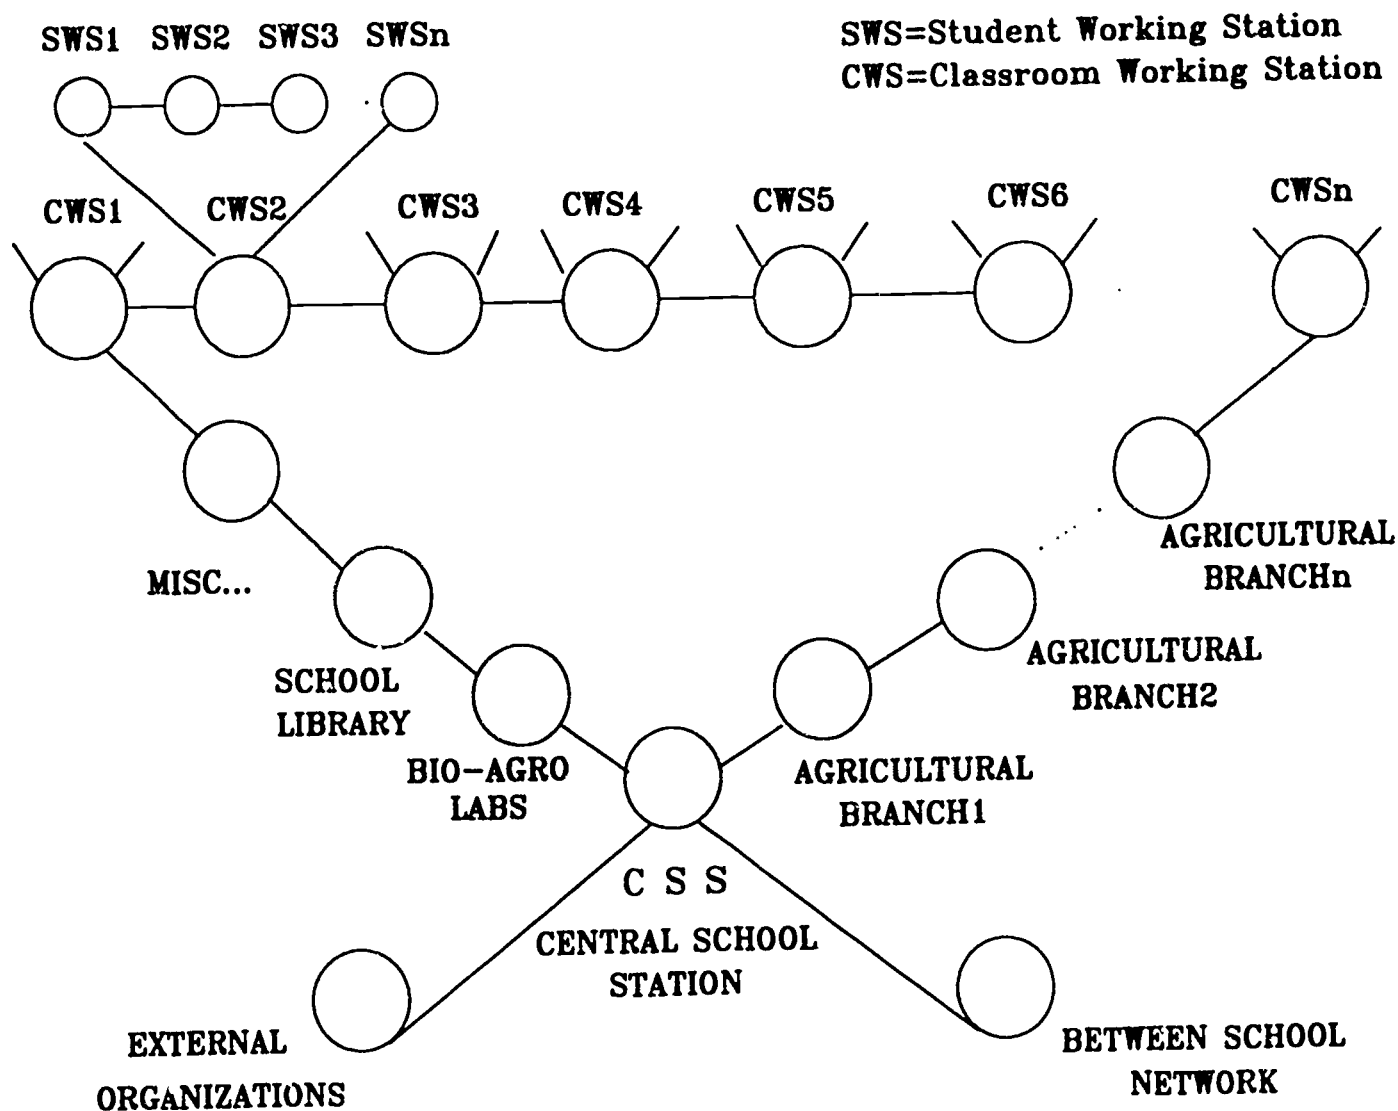 SWS1 SWS2 SWS3 SWSn
SWS=Student Working Station
CWS=Classroom Working Station
CWS1 CWS2 CWS3 CWS4 CWS5 CWS6 CWSn
MISC...
SCHOOL
LIBRARY
BIO-AGRO
LABS
AGRICULTURAL
BRANCHn
AGRICULTURAL
BRANCH2
AGRICULTURAL
BRANCH1
C S S
CENTRAL SCHOOL
STATION
EXTERNAL
ORGANIZATIONS
BETWEEN SCHOOL
NETWORK